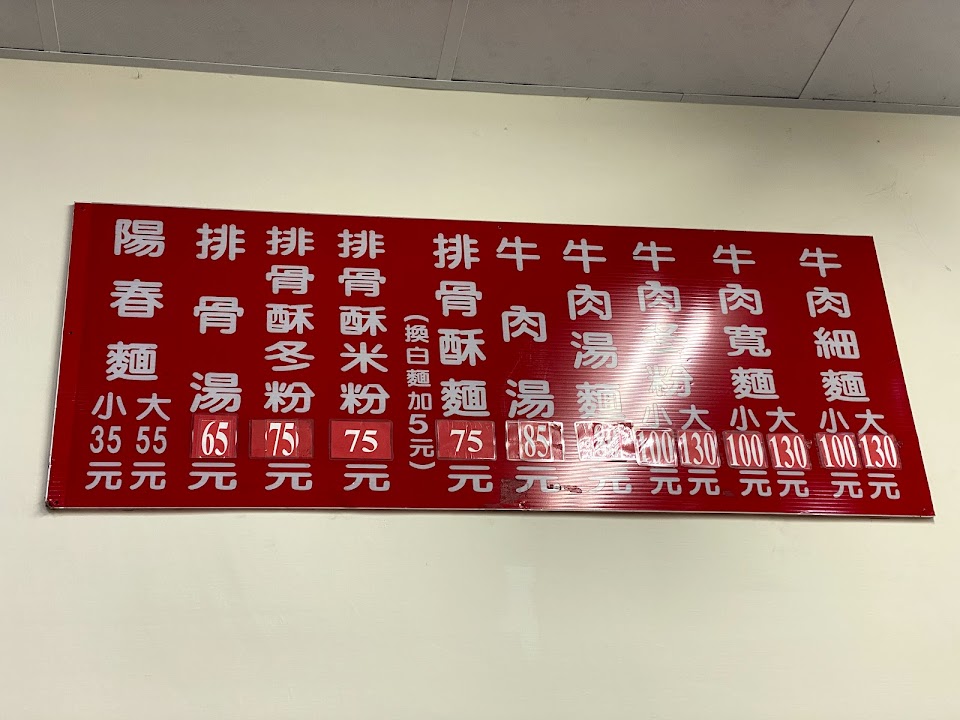 牛肉細麵 小100元 大130元
牛肉寬麵 小100元 大130元
牛肉冬粉 小100元 大130元
牛肉湯麵 元
牛肉湯 85元
排骨酥麵 75元
(換白麵加5元)
排骨酥米粉 75元
排骨酥冬粉 75元
排骨湯 65元
陽春麵 小35元 大55元